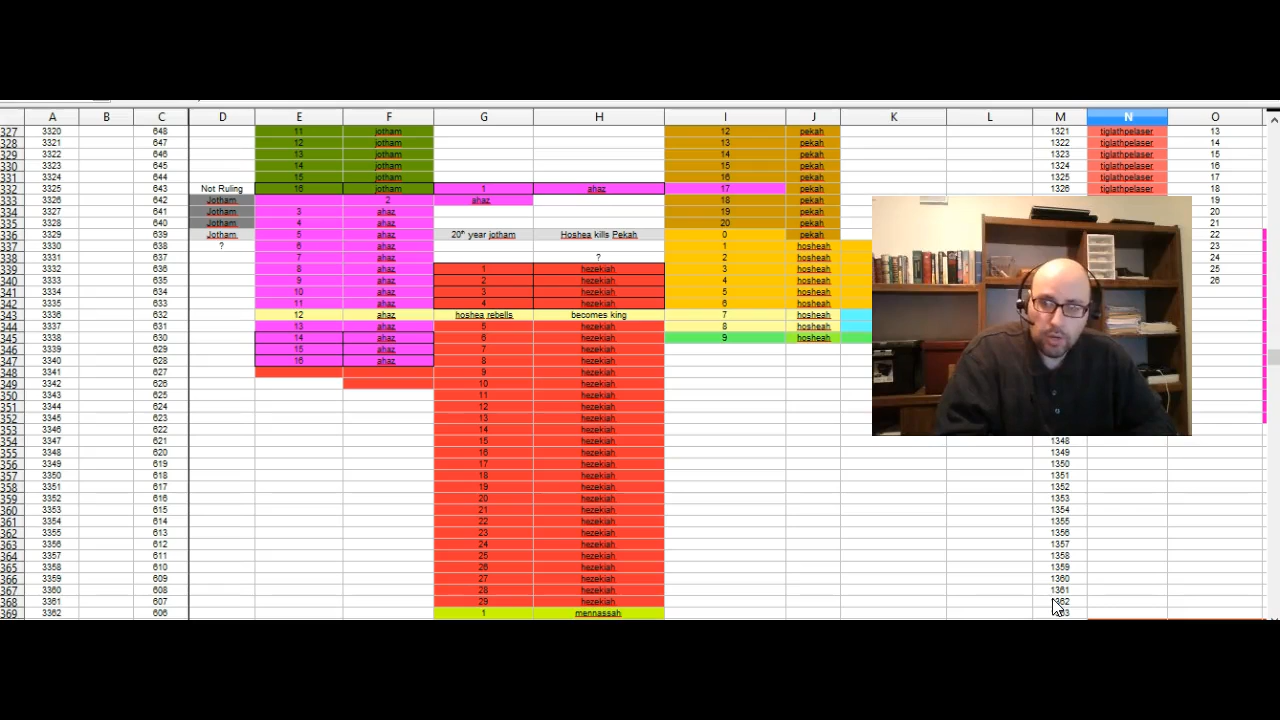 A B C D E F G H I J K L M N O
327 3320 648 11 jotham 12 pekah 1321 tiglathpelaser 13
328 3321 647 12 jotham 13 pekah 1322 tiglathpelaser 14
329 3322 646 13 jotham 14 pekah 1323 tiglathpelaser 15
330 3323 645 14 jotham 15 pekah 1324 tiglathpelaser 16
331 3324 644 15 jotham 16 pekah 1325 tiglathpelaser 17
332 3325 643 Not Ruling 16 jotham 1 ahaz 17 pekah 1326 tiglathpelaser 18
333 3326 642 Jotham 2 ahaz 18 pekah 19
334 3327 641 Jotham 3 ahaz 19 pekah 20
335 3328 640 Jotham 4 ahaz 20 pekah 21
336 3329 639 Jotham 5 ahaz 20th year jotham Hoshea kills Pekah 0 pekah 22
337 3330 638 ? 6 ahaz 1 hosheah 23
338 3331 637 7 ahaz ? 2 hosheah 24
339 3332 636 8 ahaz 1 hezekiah 3 hosheah 25
340 3333 635 9 ahaz 2 hezekiah 4 hosheah 26
341 3334 634 10 ahaz 3 hezekiah 5 hosheah
342 3335 633 11 ahaz 4 hezekiah 6 hosheah
343 3336 632 12 ahaz hoshea rebells becomes king 7 hosheah
344 3337 631 13 ahaz 5 hezekiah 8 hosheah
345 3338 630 14 ahaz 6 hezekiah 9 hosheah
346 3339 629 15 ahaz 7 hezekiah
347 3340 628 16 ahaz 8 hezekiah
348 3341 627 9 hezekiah
349 3342 626 10 hezekiah
350 3343 625 11 hezekiah
351 3344 624 12 hezekiah
352 3345 623 13 hezekiah
353 3346 622 14 hezekiah
354 3347 621 15 hezekiah 1348
355 3348 620 16 hezekiah 1349
356 3349 619 17 hezekiah 1350
357 3350 618 18 hezekiah 1351
358 3351 617 19 hezekiah 1352
359 3352 616 20 hezekiah 1353
360 3353 615 21 hezekiah 1354
361 3354 614 22 hezekiah 1355
362 3355 613 23 hezekiah 1356
363 3356 612 24 hezekiah 1357
364 3357 611 25 hezekiah 1358
365 3358 610 26 hezekiah 1359
366 3359 609 27 hezekiah 1360
367 3360 608 28 hezekiah 1361
368 3361 607 29 hezekiah
369 3362 606 1 mennassah